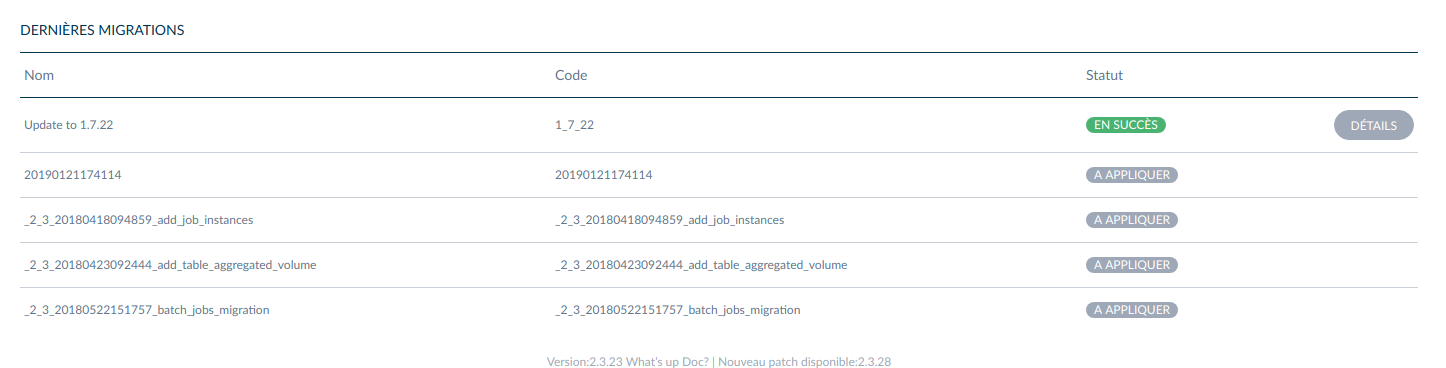 DERNIÈRES MIGRATIONS
Nom Code Statut
Update to 1.7.22 1_7_22 EN SUCCÈS DÉTAILS
20190121174114 20190121174114 A APPLIQUER
_2_3_20180418094859_add_job_instances _2_3_20180418094859_add_job_instances A APPLIQUER
_2_3_20180423092444_add_table_aggregated_volume _2_3_20180423092444_add_table_aggregated_volume A APPLIQUER
_2_3_20180522151757_batch_jobs_migration _2_3_20180522151757_batch_jobs_migration A APPLIQUER
Version:2.3.23 What's up Doc? | Nouveau patch disponible:2.3.28